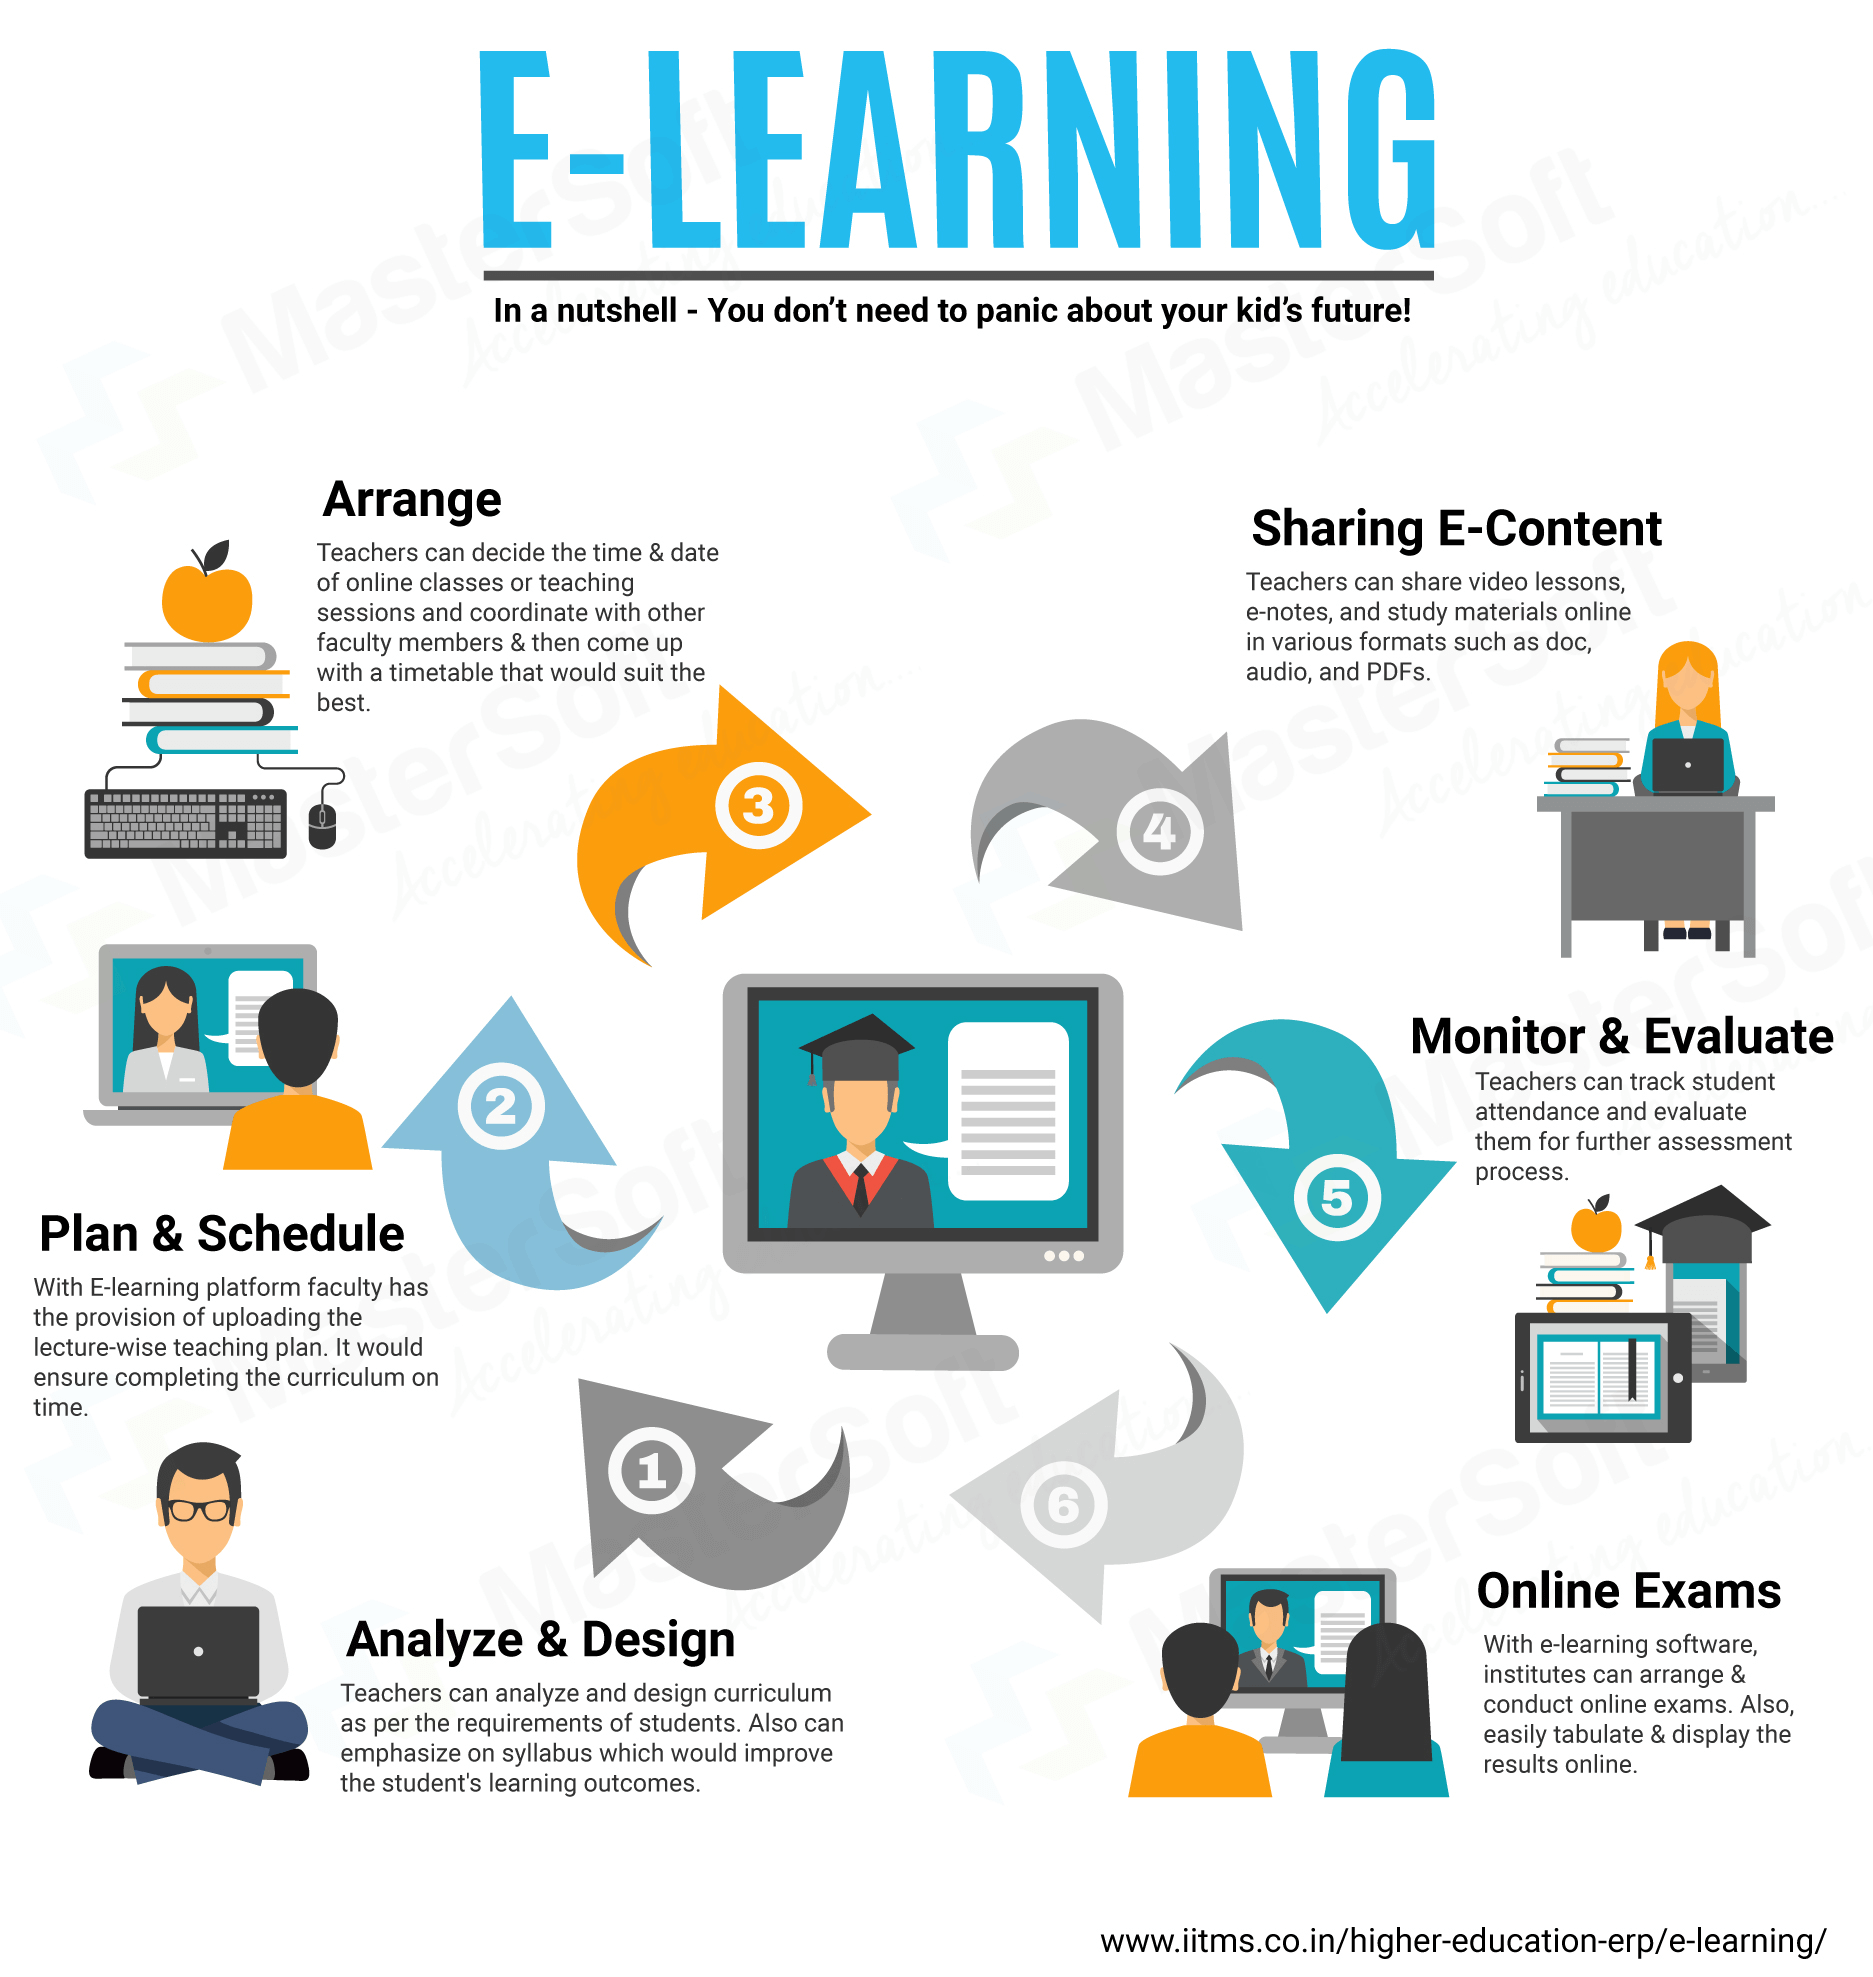 E-LEARNING
In a nutshell - You don't need to panic about your kid's future!
Arrange
Teachers can decide the time & date
of online classes or teaching
sessions and coordinate with other
faculty members & then come up
with a timetable that would suit the
best.
Sharing E-Content
Teachers can share video lessons,
e-notes, and study materials online
in various formats such as doc,
audio, and PDFs.
3
4
Monitor & Evaluate
Teachers can track student
attendance and evaluate
them for further assessment
process.
2
5
Plan & Schedule
With E-learning platform faculty has
the provision of uploading the
lecture-wise teaching plan. It would
ensure completing the curriculum on
time.
1
6
Analyze & Design
Teachers can analyze and design curriculum
as per the requirements of students. Also can
emphasize on syllabus which would improve
the student's learning outcomes.
Online Exams
With e-learning software,
institutes can arrange &
conduct online exams. Also,
easily tabulate & display the
results online.
www.iitms.co.in/higher-education-erp/e-learning/
MasterSoft
Accelerating education....